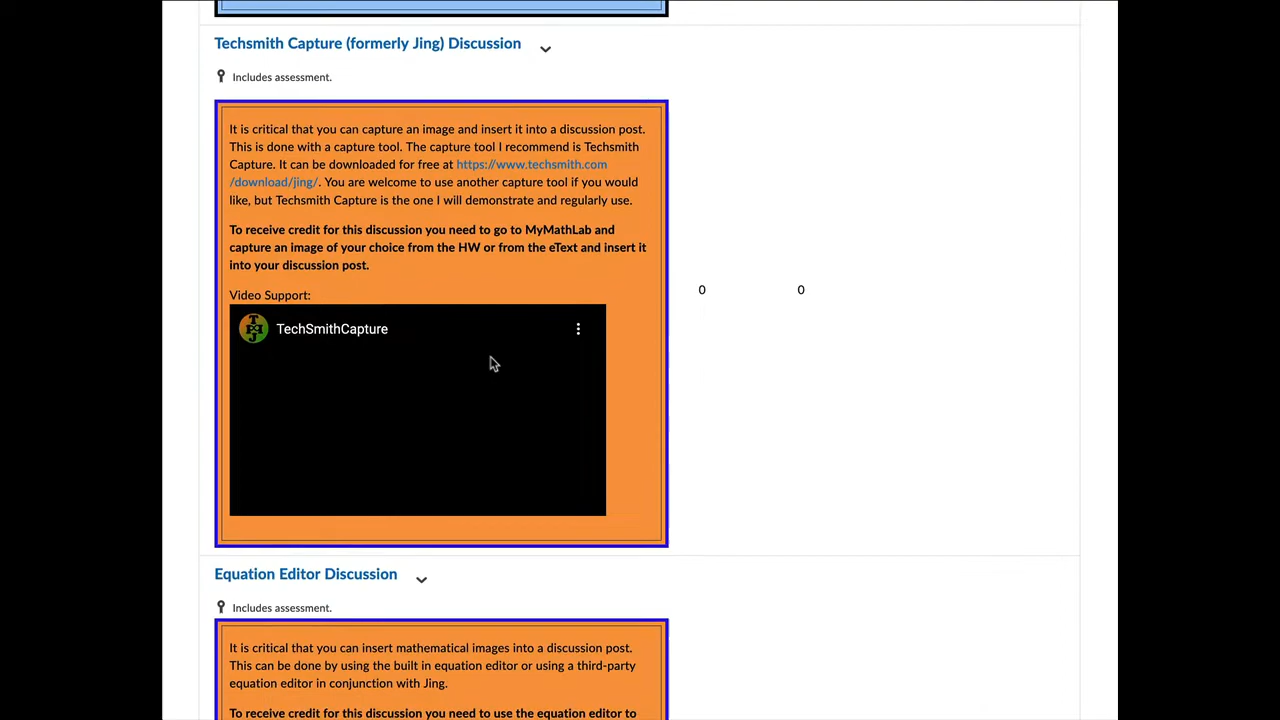 Techsmith Capture (formerly Jing) Discussion
Includes assessment.
It is critical that you can capture an image and insert it into a discussion post.
This is done with a capture tool. The capture tool I recommend is Techsmith
Capture. It can be downloaded for free at https://www.techsmith.com
/download/jing/. You are welcome to use another capture tool if you would
like, but Techsmith Capture is the one I will demonstrate and regularly use.
To receive credit for this discussion you need to go to MyMathLab and
capture an image of your choice from the HW or from the eText and insert it
into your discussion post.
0 0
Video Support:
TechSmithCapture
Equation Editor Discussion
Includes assessment.
It is critical that you can insert mathematical images into a discussion post.
This can be done by using the built in equation editor or using a third-party
equation editor in conjunction with Jing.
To receive credit for this discussion you need to use the equation editor to